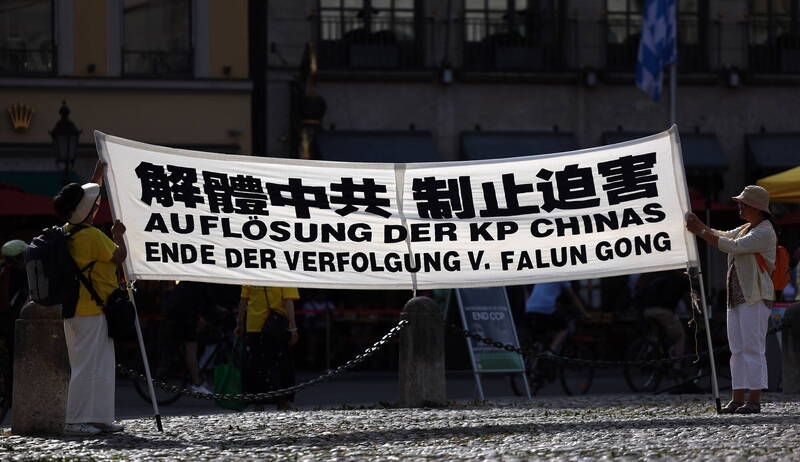 解體中共 制止迫害
AUFLÖSUNG DER KP CHINAS
ENDE DER VERFOLGUNG V. FALUN GONG
END CCP